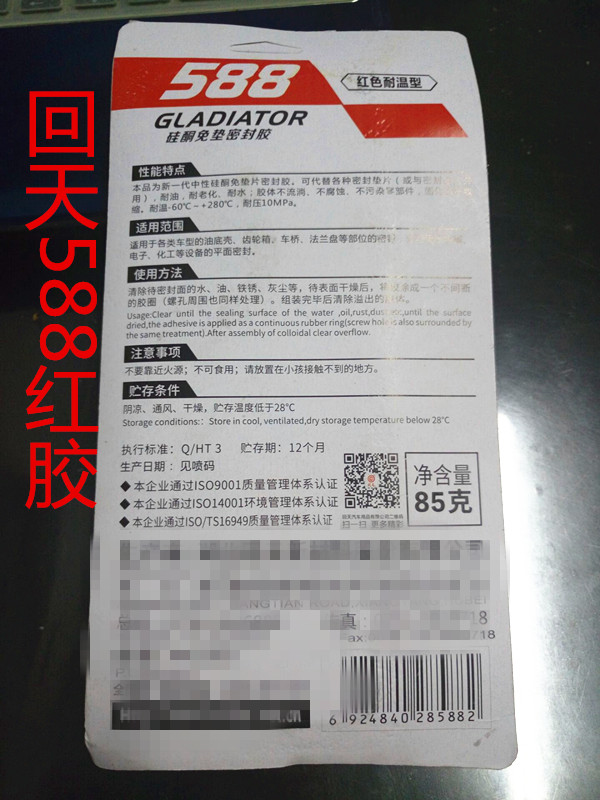 回天588红胶
588
红色耐温型
GLADIATOR
硅酮免垫密封胶
性能特点
本品为新一代中性硅酮免垫片密封胶。可代替各种密封垫片(或与密封
用),耐油,耐老化、耐水;胶体不流淌、不腐蚀、不污染
缩。耐温-60℃~+280℃,耐压10MPa。
适用范围
适用于各类车型的油底壳、齿轮箱、车桥、法兰盘等部位的密封
电子、化工等设备的平面密封。
使用方法
清除待密封面的水、油、铁锈、灰尘等,待表面干燥后,
的胶圈(螺孔周围也同样处理)。组装完毕后清除溢出的
Usage:Clear until the sealing surface of the water ,oil,rust,dust,etc,until the surface
dried,the adhesive is applied as a continuous rubber ring(screw hole is also surrounded by
the same treatment).After assembly of colloidal clear overflow.
注意事项
不要靠近火源;不可食用;请放置在小孩接触不到的地方。
贮存条件
阴凉、通风、干燥,贮存温度低于28℃
Storage conditions:: Store in cool, ventilated,dry storage temperature below 28℃
执行标准:Q/HT 3 贮存期:12个月
生产日期:见喷码
◆本企业通过ISO9001质量管理体系认证
◆本企业通过ISO14001环境管理体系认证
◆本企业通过ISO/TS16949质量管理体系认证
扫一扫 更多精彩
净含量
85克
真:
18
6 924840 285882